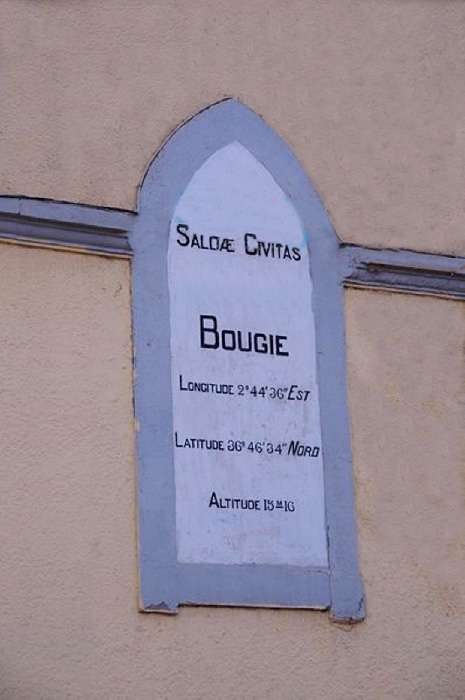 SALDÆ CIVITAS
BOUGIE
LONGITUDE 2°44'36"EST
LATITUDE 36°46'34"NORD
ALTITUDE 15ᴹ16